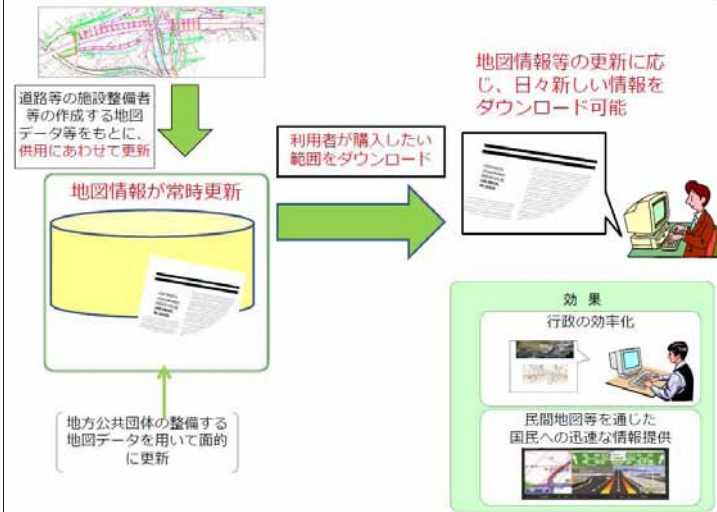 道路等の施設整備者
等の作成する地図
データ等をもとに、
供用にあわせて更新
地図情報が常時更新
利用者が購入したい
範囲をダウンロード
地図情報等の更新に応
じ、日々新しい情報を
ダウンロード可能
地方公共団体の整備する
地図データを用いて面的
に更新
効 果
行政の効率化
民間地図等を通じた
国民への迅速な情報提供